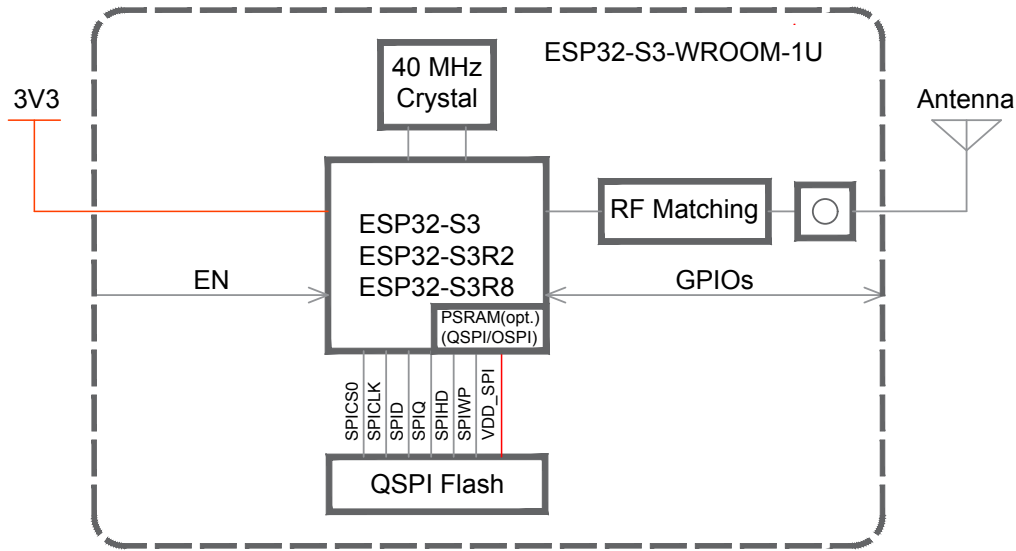 ESP32-S3-WROOM-1U
40 MHz
Crystal
3V3
Antenna
RF Matching
ESP32-S3
ESP32-S3R2
ESP32-S3R8
EN
GPIOs
PSRAM(opt.)
(QSPI/OSPI)
SPICS0
SPICLK
SPID
SPIQ
SPIHD
SPIWP
VDD_SPI
QSPI Flash